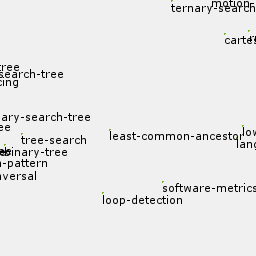 motion-
ternary-search
cartes
tree
search-tree
cing
ary-search-tree
ee
low
least-common-ancestor
tree-search
lang
binary-tree
-pattern
versal
software-metrics
loop-detection